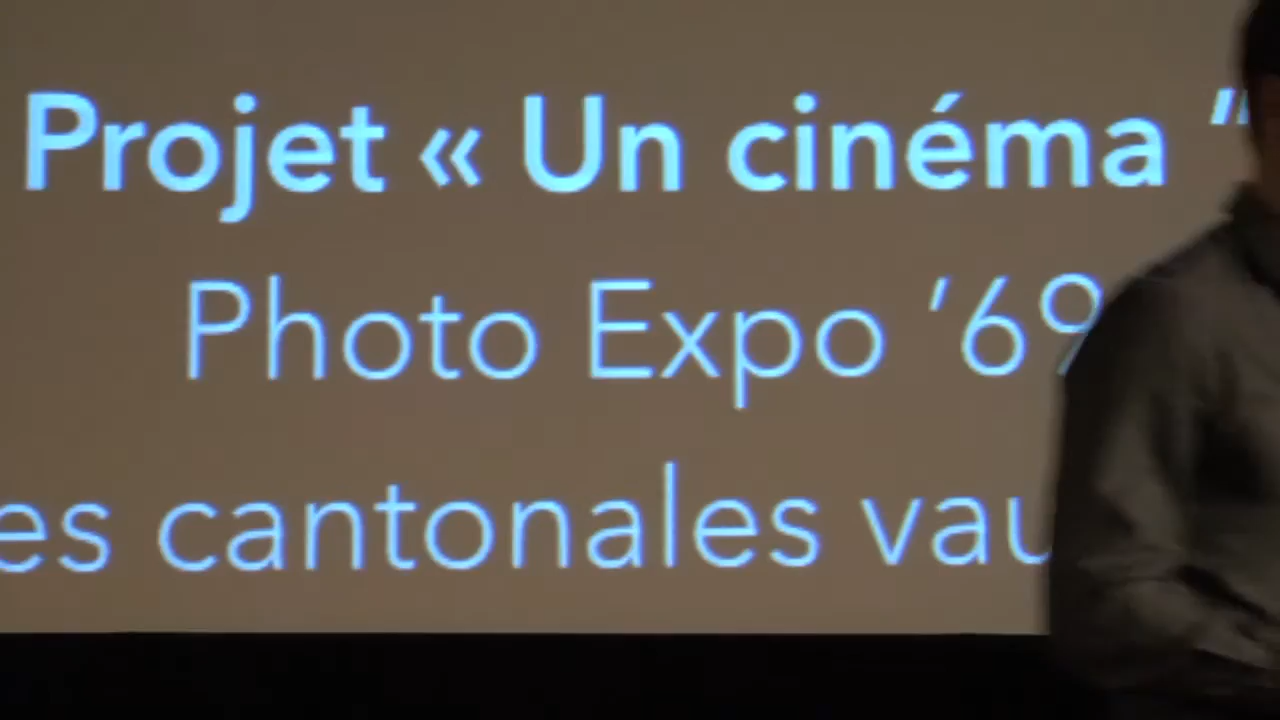 Projet « Un cinéma "
Photo Expo '69
es cantonales vau